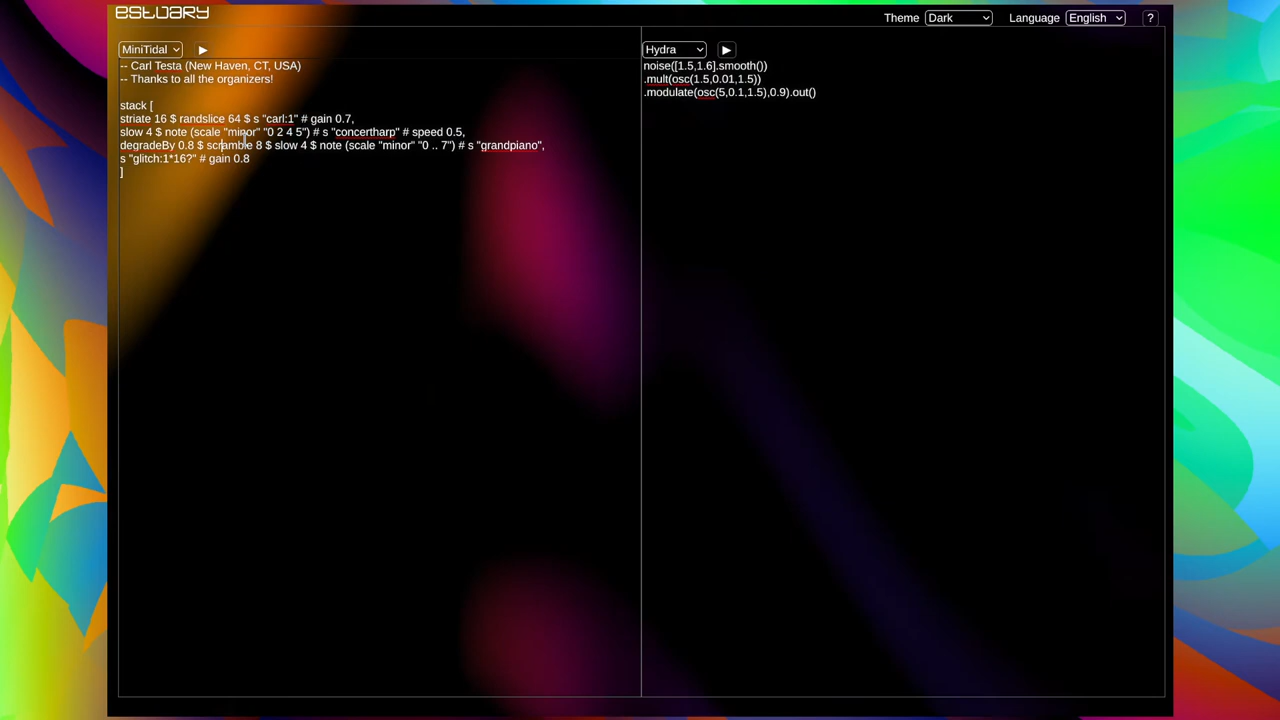 estuary
Theme Dark Language English ?
MiniTidal
-- Carl Testa (New Haven, CT, USA)
-- Thanks to all the organizers!
stack [
striate 16 $ randslice 64 $ s "carl:1" # gain 0.7,
slow 4 $ note (scale "minor" "0 2 4 5") # s "concertharp" # speed 0.5,
degradeBy 0.8 $ scramble 8 $ slow 4 $ note (scale "minor" "0 .. 7") # s "grandpiano",
s "glitch:1*16?" # gain 0.8
]
Hydra
noise([1.5,1.6].smooth())
.mult(osc(1.5,0.01,1.5))
.modulate(osc(5,0.1,1.5),0.9).out()